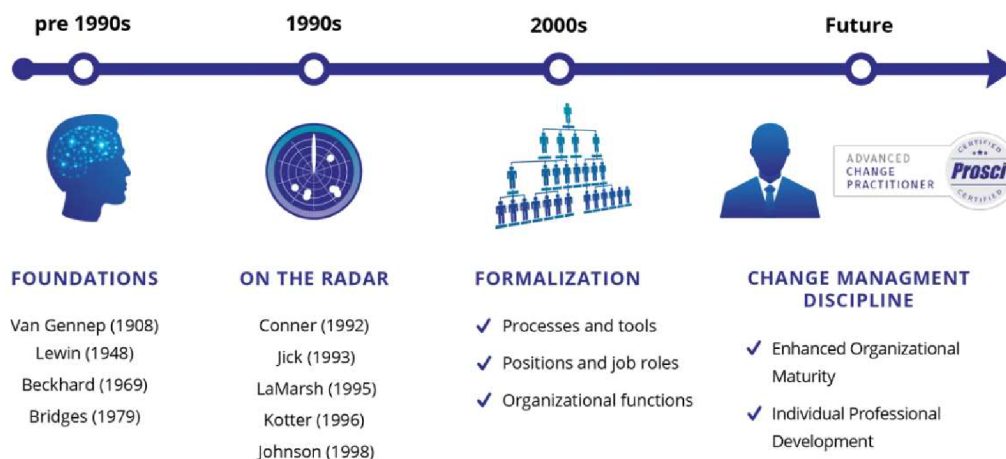 pre 1990s
1990s
2000s
Future
ADVANCED
CHANGE
PRACTITIONER
CERTIFIED
Prosci
CERTIFIED
FOUNDATIONS
Van Gennep (1908)
Lewin (1948)
Beckhard (1969)
Bridges (1979)
ON THE RADAR
Conner (1992)
Jick (1993)
LaMarsh (1995)
Kotter (1996)
Johnson (1998)
FORMALIZATION
Processes and tools
Positions and job roles
Organizational functions
CHANGE MANAGMENT
DISCIPLINE
Enhanced Organizational
Maturity
Individual Professional
Development